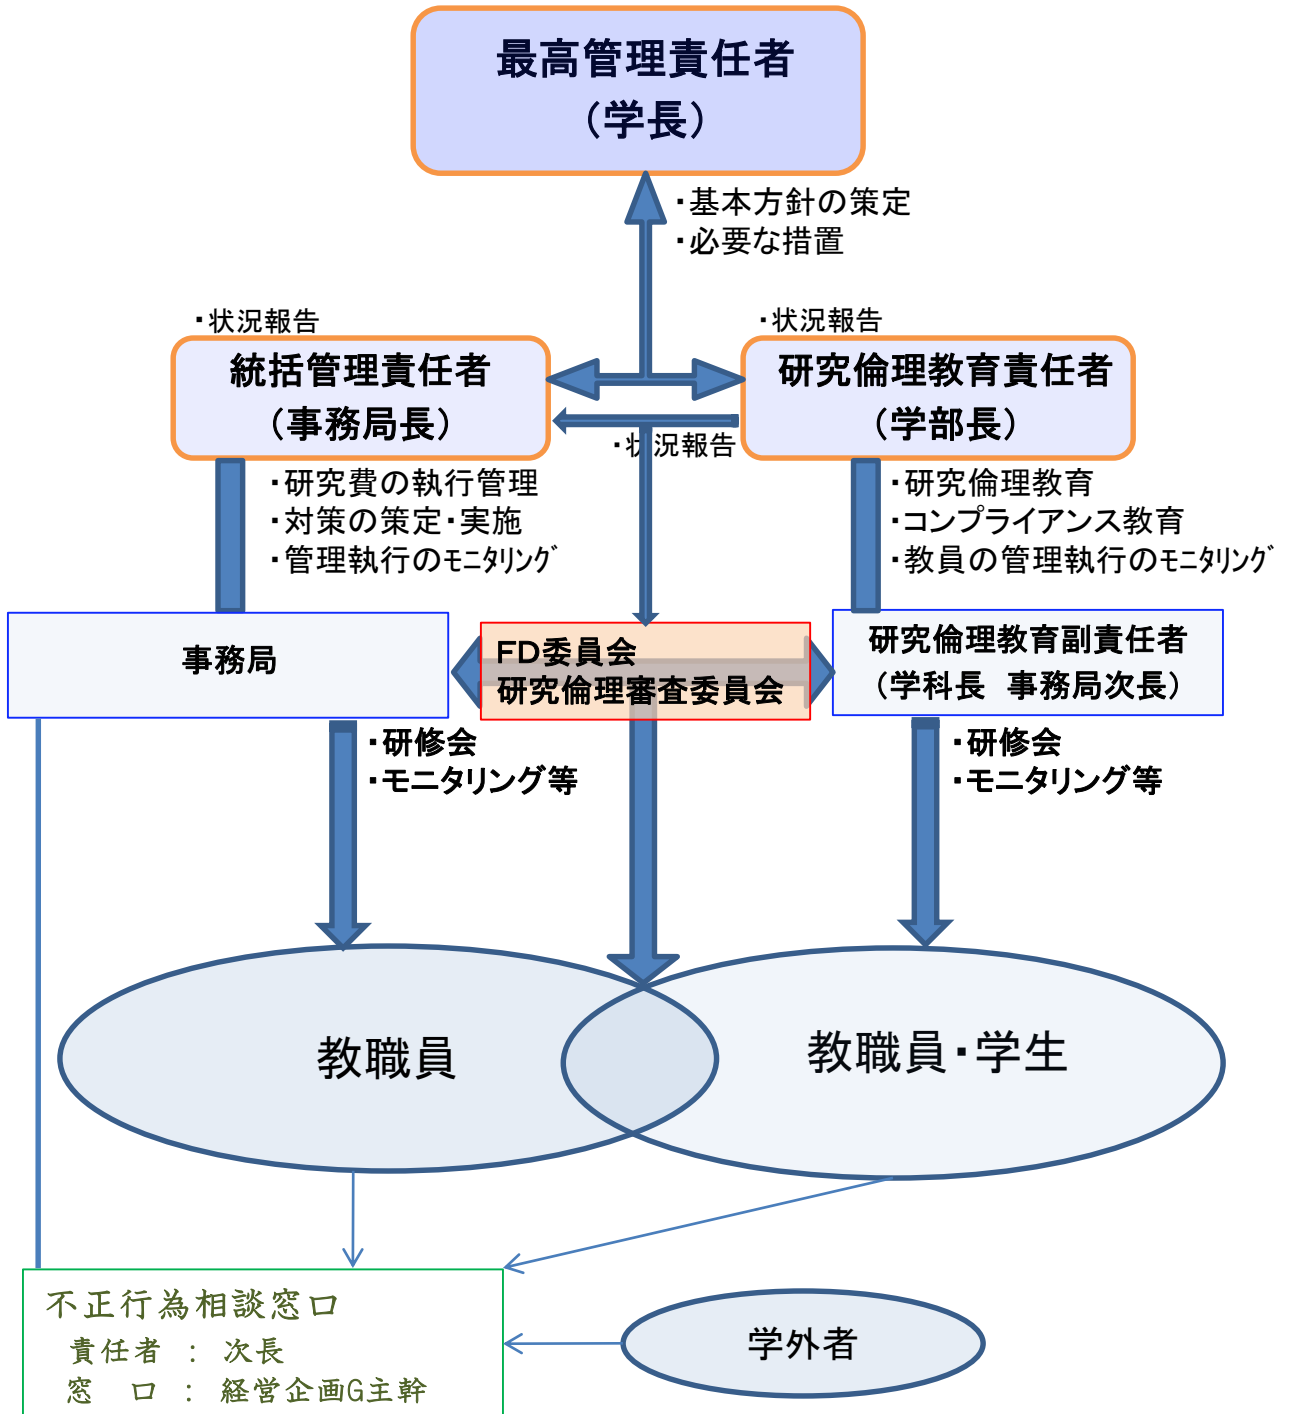 最高管理責任者
（学長）
・基本方針の策定
・必要な措置
・状況報告
・状況報告
統括管理責任者
（事務局長）
研究倫理教育責任者
（学部長）
・状況報告
・研究費の執行管理
・対策の策定・実施
・管理執行のﾓﾆﾀﾘﾝｸﾞ
・研究倫理教育
・コンプライアンス教育
・教員の管理執行のﾓﾆﾀﾘﾝｸﾞ
事務局
FD委員会
研究倫理審査委員会
研究倫理教育副責任者
（学科長　事務局次長）
・研修会
・モニタリング等
・研修会
・モニタリング等
教職員
教職員・学生
不正行為相談窓口
責任者　：　次長
窓　口　：　経営企画G主幹
学外者